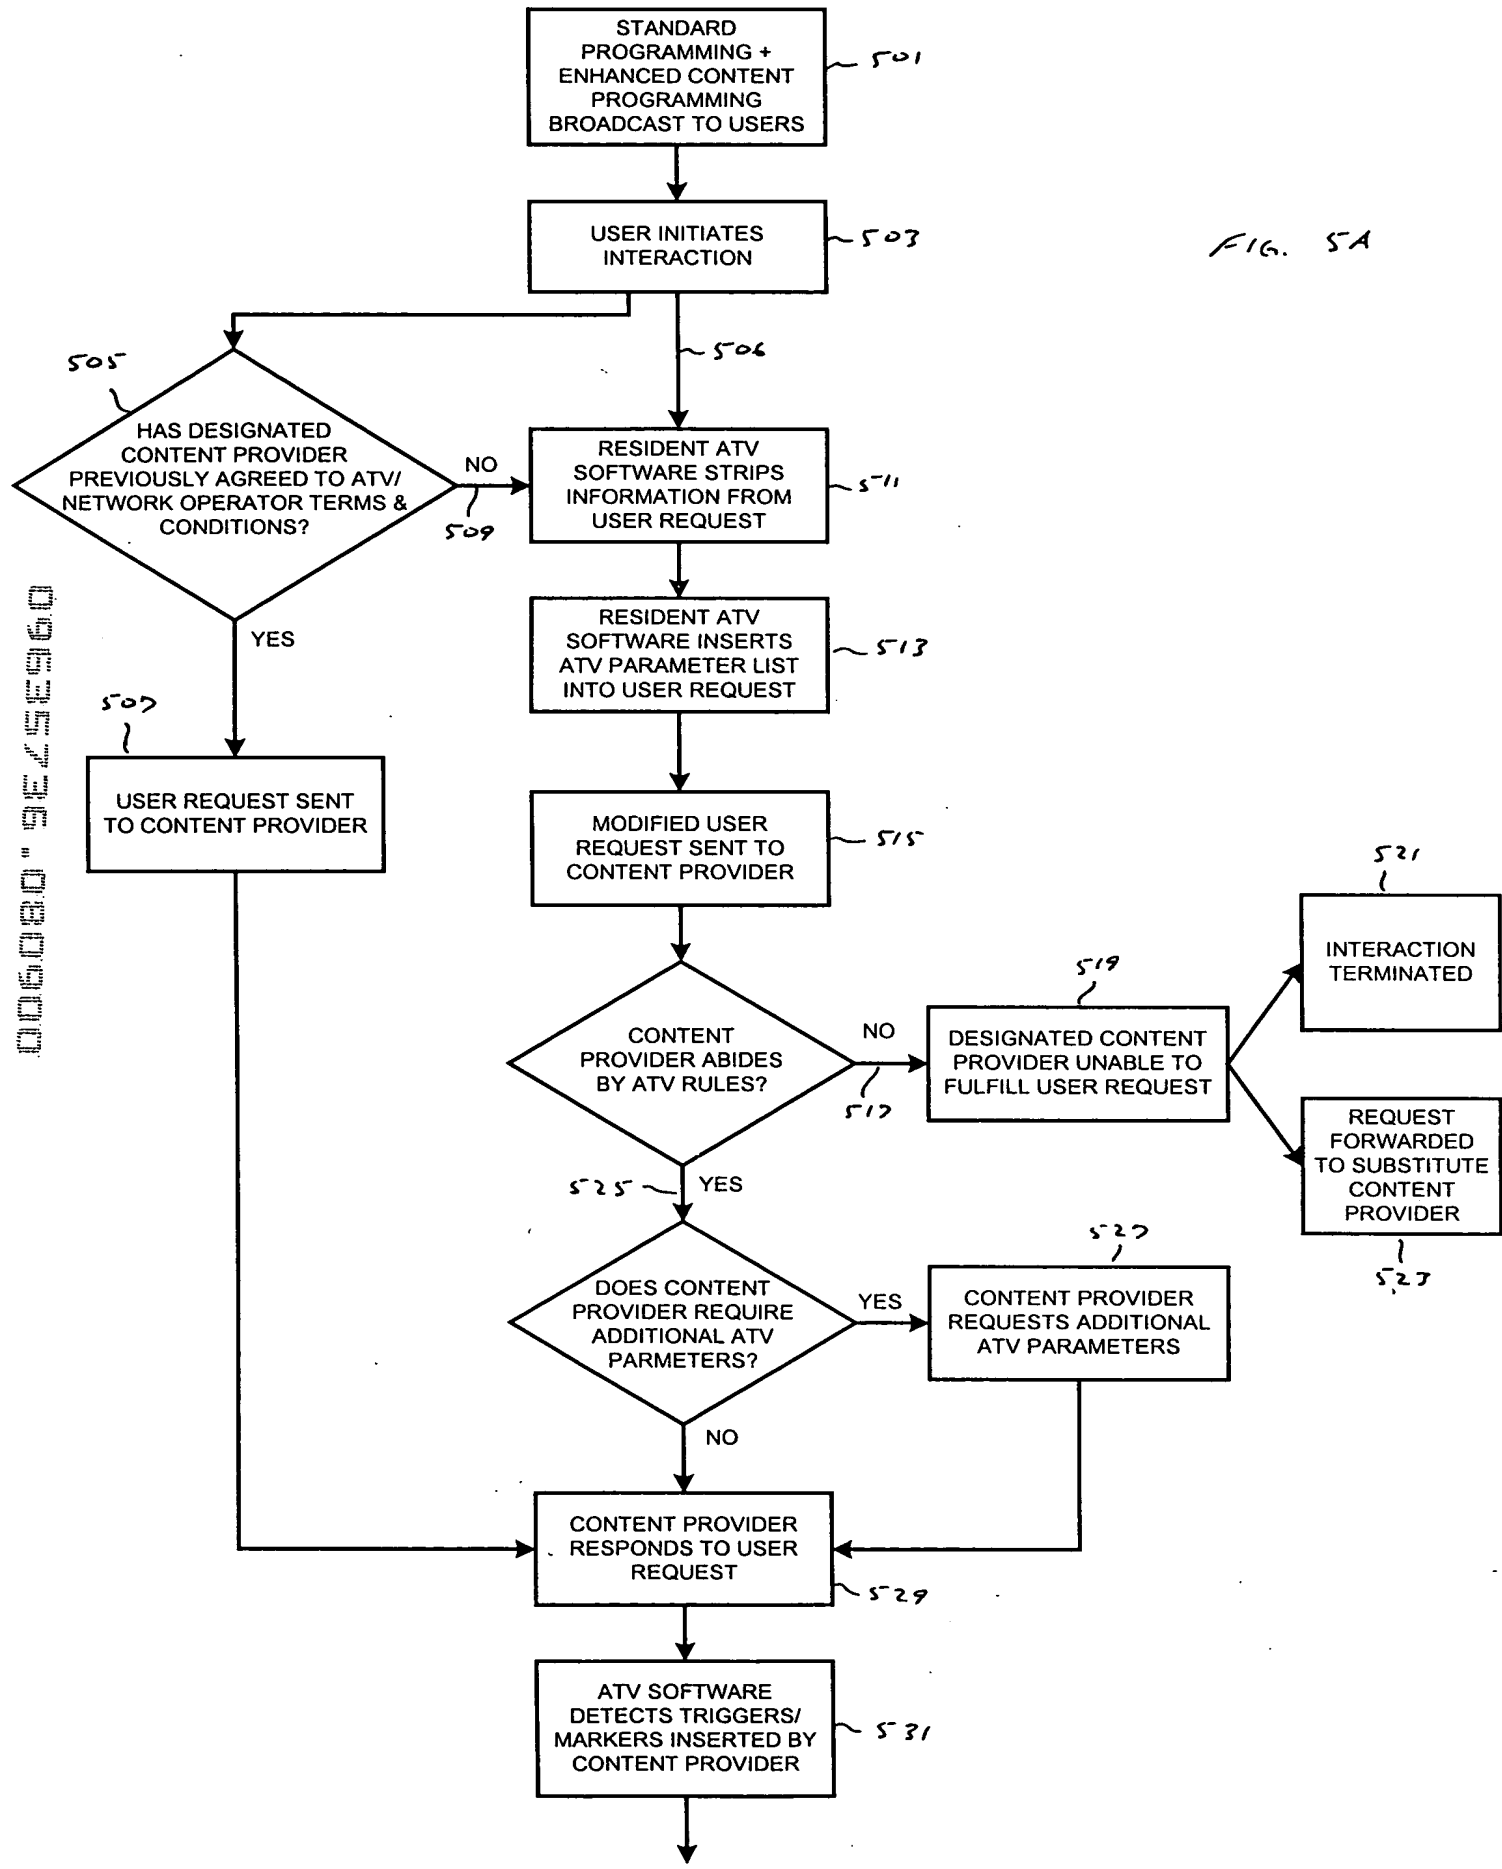 STANDARD
PROGRAMMING +
ENHANCED CONTENT
PROGRAMMING
BROADCAST TO USERS
501
USER INITIATES
INTERACTION
503
FIG. 5A
505
506
HAS DESIGNATED
CONTENT PROVIDER
PREVIOUSLY AGREED TO ATV/
NETWORK OPERATOR TERMS &
CONDITIONS?
NO
509
RESIDENT ATV
SOFTWARE STRIPS
INFORMATION FROM
USER REQUEST
511
YES
RESIDENT ATV
SOFTWARE INSERTS
ATV PARAMETER LIST
INTO USER REQUEST
513
507
USER REQUEST SENT
TO CONTENT PROVIDER
MODIFIED USER
REQUEST SENT TO
CONTENT PROVIDER
515
09635736.080900
CONTENT
PROVIDER ABIDES
BY ATV RULES?
NO
517
519
DESIGNATED CONTENT
PROVIDER UNABLE TO
FULFILL USER REQUEST
521
INTERACTION
TERMINATED
REQUEST
FORWARDED
TO SUBSTITUTE
CONTENT
PROVIDER
523
525
YES
DOES CONTENT
PROVIDER REQUIRE
ADDITIONAL ATV
PARMETERS?
YES
527
CONTENT PROVIDER
REQUESTS ADDITIONAL
ATV PARAMETERS
NO
CONTENT PROVIDER
RESPONDS TO USER
REQUEST
529
ATV SOFTWARE
DETECTS TRIGGERS/
MARKERS INSERTED BY
CONTENT PROVIDER
531